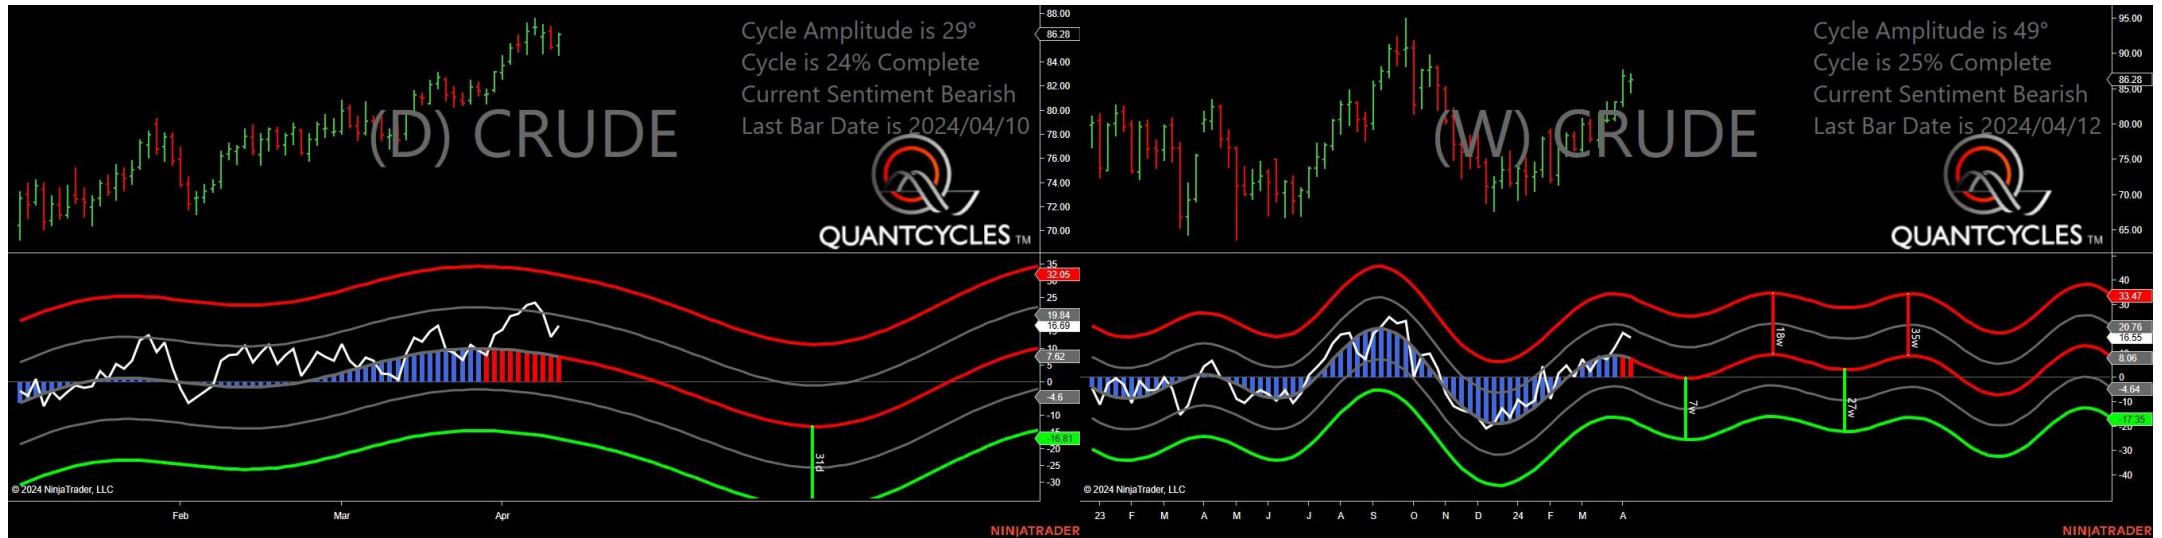 Cycle Amplitude is 29°
Cycle is 24% Complete
Current Sentiment Bearish
Last Bar Date is 2024/04/10
(D) CRUDE
QUANTCYCLES TM
88.00
86.28
84.00
82.00
80.00
78.00
76.00
74.00
72.00
70.00
35
32.05
30
25
19.84
16.69
15
10
7.62
5
0
-4.6
-10
-15
-16.81
-20
-25
-30
31d
© 2024 NinjaTrader, LLC
Feb Mar Apr
NINJATRADER
Cycle Amplitude is 49°
Cycle is 25% Complete
Current Sentiment Bearish
Last Bar Date is 2024/04/12
(W) CRUDE
QUANTCYCLES TM
95.00
90.00
86.28
85.00
80.00
75.00
70.00
65.00
40
33.47
30
20.76
16.55
8.06
0
-4.64
-10
-17.35
-20
-30
-40
7w
18w
27w
35w
© 2024 NinjaTrader, LLC
23 F M A M J J A S O N D 24 F M A
NINJATRADER